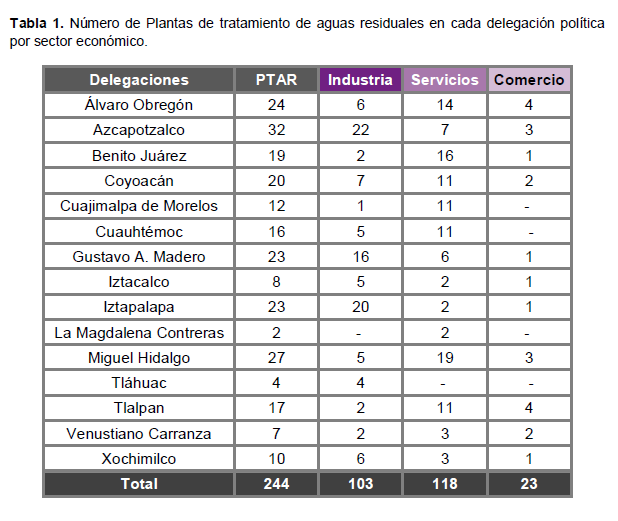 Tabla 1. Número de Plantas de tratamiento de aguas residuales en cada delegación política
por sector económico.
Delegaciones PTAR Industria Servicios Comercio
Álvaro Obregón 24 6 14 4
Azcapotzalco 32 22 7 3
Benito Juárez 19 2 16 1
Coyoacán 20 7 11 2
Cuajimalpa de Morelos 12 1 11 -
Cuauhtémoc 16 5 11 -
Gustavo A. Madero 23 16 6 1
Iztacalco 8 5 2 1
Iztapalapa 23 20 2 1
La Magdalena Contreras 2 - 2 -
Miguel Hidalgo 27 5 19 3
Tláhuac 4 4 - -
Tlalpan 17 2 11 4
Venustiano Carranza 7 2 3 2
Xochimilco 10 6 3 1
Total 244 103 118 23